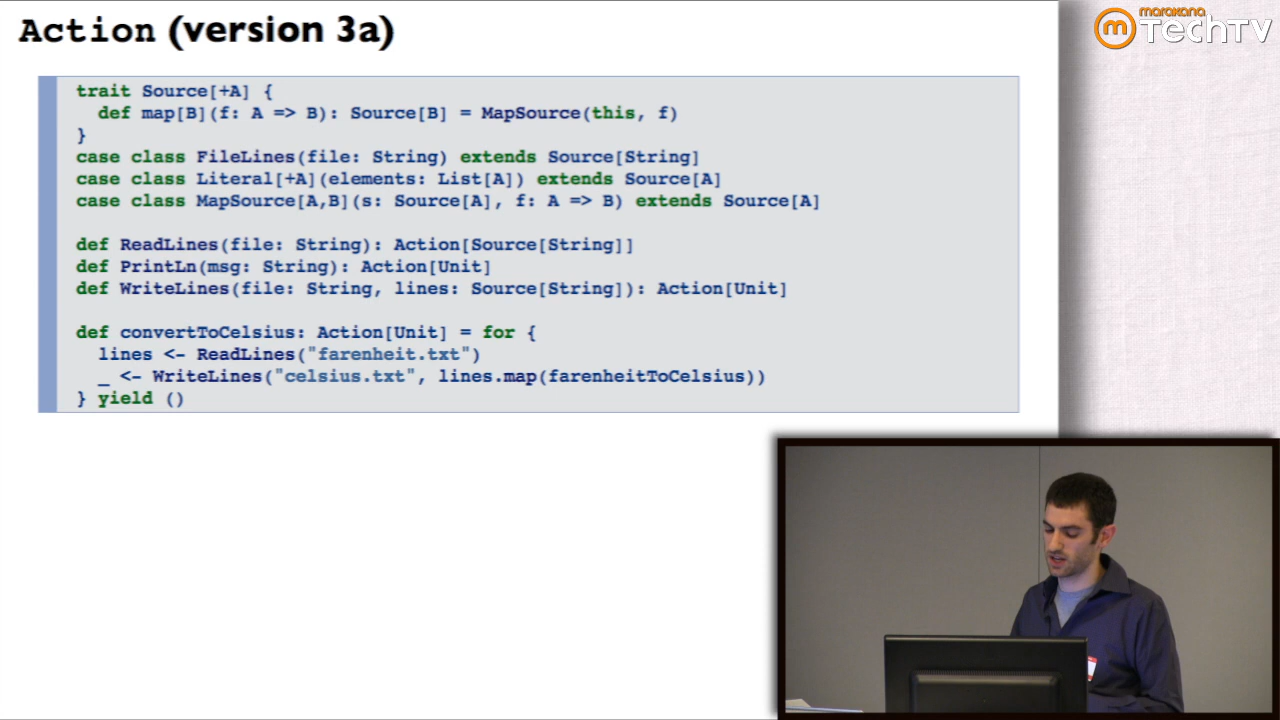 Action (version 3a)
marakana
TechTV
trait Source[+A] {
def map[B](f: A => B): Source[B] = MapSource(this, f)
}
case class FileLines(file: String) extends Source[String]
case class Literal[+A](elements: List[A]) extends Source[A]
case class MapSource[A,B](s: Source[A], f: A => B) extends Source[A]
def ReadLines(file: String): Action[Source[String]]
def PrintLn(msg: String): Action[Unit]
def WriteLines(file: String, lines: Source[String]): Action[Unit]
def convertToCelsius: Action[Unit] = for {
lines <- ReadLines("farenheit.txt")
_ <- WriteLines("celsius.txt", lines.map(farenheitToCelsius))
} yield ()